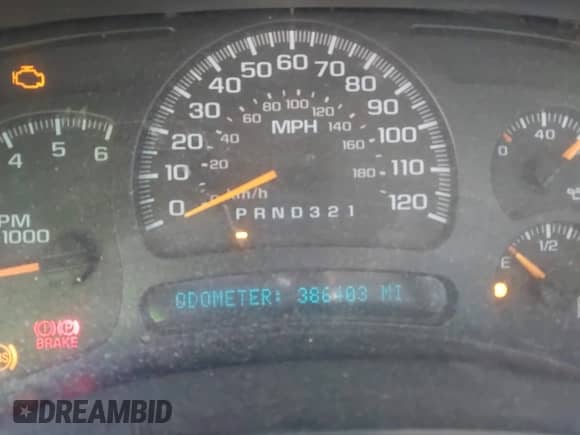 60
50 70
40 80
30 90
20 100
10 110
0 120
80 100 120
60 140
40 160
20 180
MPH
km/h
P R N D 3 2 1
4 5 6
PM
1000
0 40
E 1/2
ODOMETER: 386403 MI
BRAKE
DREAMBID